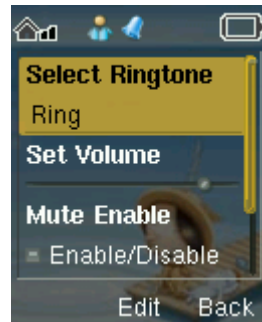 Select Ringtone
Ring
Set Volume
Mute Enable
Enable/Disable
Edit Back